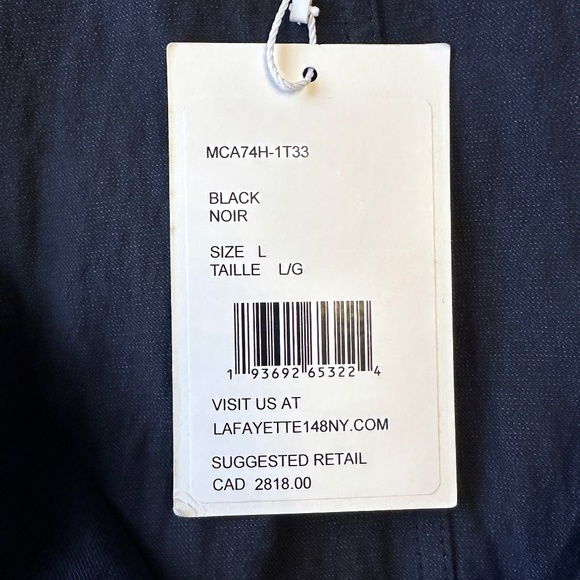 MCA74H-1T33
BLACK
NOIR
SIZE L
TAILLE L/G
1 93692 65322 4
VISIT US AT
LAFAYETTE148NY.COM
SUGGESTED RETAIL
CAD 2818.00